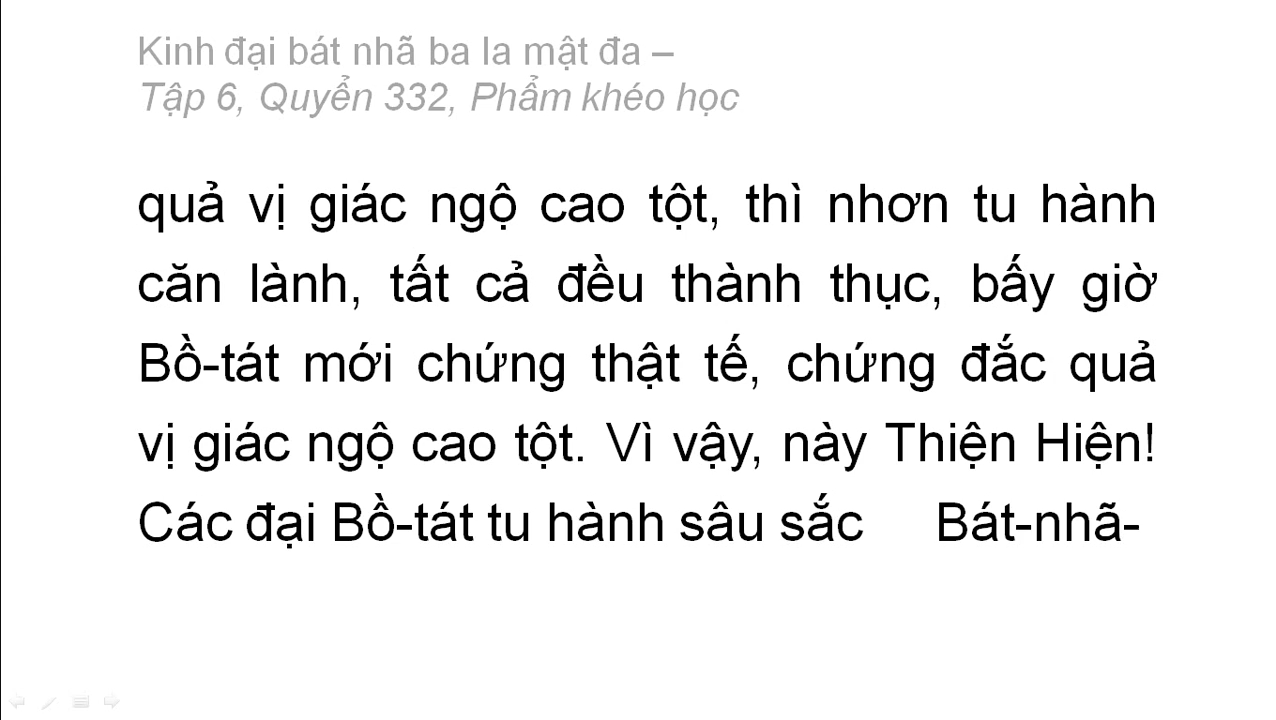 Kinh đại bát nhã ba la mật đa –
Tập 6, Quyển 332, Phẩm khéo học
quả vị giác ngộ cao tột, thì nhơn tu hành
căn lành, tất cả đều thành thục, bấy giờ
Bồ-tát mới chứng thật tế, chứng đắc quả
vị giác ngộ cao tột. Vì vậy, này Thiện Hiện!
Các đại Bồ-tát tu hành sâu sắc Bát-nhã-